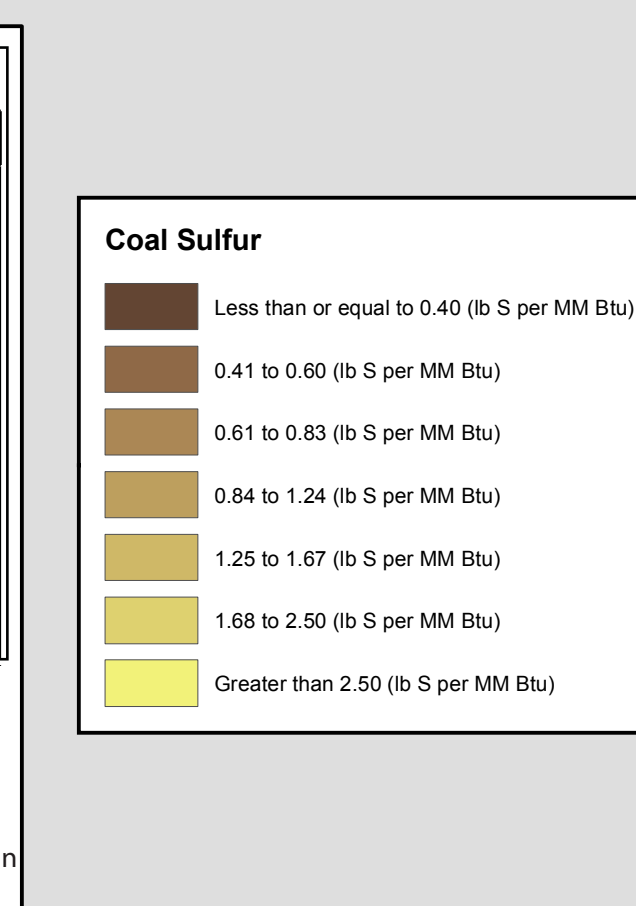 Coal Sulfur
Less than or equal to 0.40 (lb S per MM Btu)
0.41 to 0.60 (lb S per MM Btu)
0.61 to 0.83 (lb S per MM Btu)
0.84 to 1.24 (lb S per MM Btu)
1.25 to 1.67 (lb S per MM Btu)
1.68 to 2.50 (lb S per MM Btu)
Greater than 2.50 (lb S per MM Btu)
n